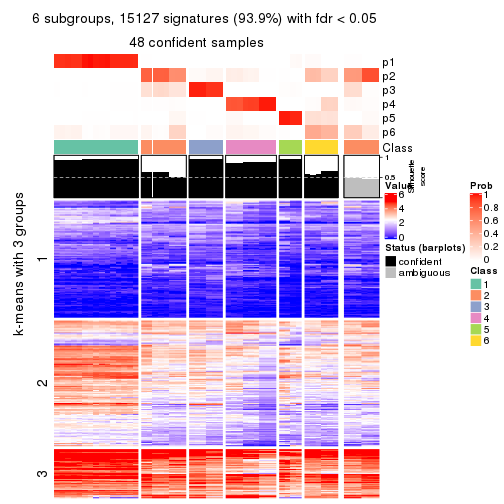 6 subgroups, 15127 signatures (93.9%) with fdr < 0.05
48 confident samples
p1
p2
p3
p4
p5
p6
Class
1
0.5
0
Silhouette
score
k-means with 3 groups
1
2
3
Value
6
4
2
0
Status (barplots)
confident
ambiguous
Prob
1
0.8
0.6
0.4
0.2
0
Class
1
2
3
4
5
6